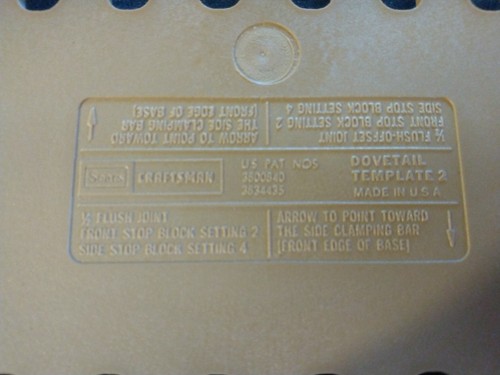 ARROW TO POINT TOWARD
THE SIDE CLAMPING BAR
(FRONT EDGE OF BASE)
½ FLUSH-OFFSET JOINT
FRONT STOP BLOCK SETTING 2
SIDE STOP BLOCK SETTING 4
Sears CRAFTSMAN
U.S. PAT. NOS.
3800840
3834435
DOVETAIL
TEMPLATE 2
MADE IN U.S.A.
½ FLUSH JOINT
FRONT STOP BLOCK SETTING 2
SIDE STOP BLOCK SETTING 4
ARROW TO POINT TOWARD
THE SIDE CLAMPING BAR
(FRONT EDGE OF BASE)